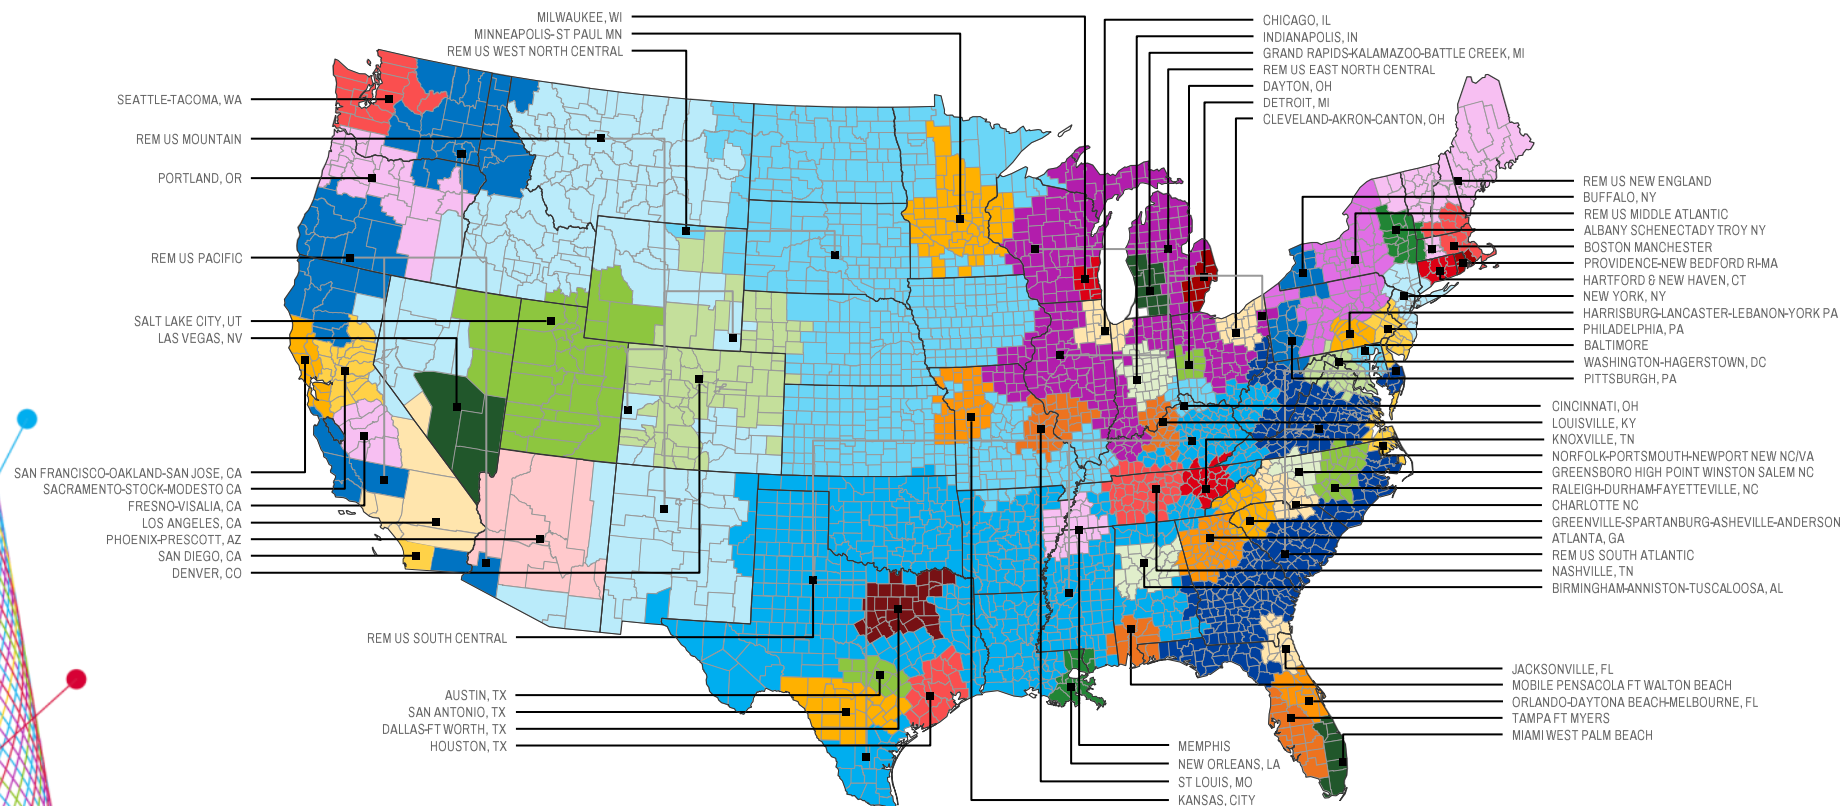 MILWAUKEE, WI
MINNEAPOLIS-ST PAUL MN
REM US WEST NORTH CENTRAL
SEATTLE-TACOMA, WA
REM US MOUNTAIN
PORTLAND, OR
REM US PACIFIC
SALT LAKE CITY, UT
LAS VEGAS, NV
SAN FRANCISCO-OAKLAND-SAN JOSE, CA
SACRAMENTO-STOCK-MODESTO CA
FRESNO-VISALIA, CA
LOS ANGELES, CA
PHOENIX-PRESCOTT, AZ
SAN DIEGO, CA
DENVER, CO
REM US SOUTH CENTRAL
AUSTIN, TX
SAN ANTONIO, TX
DALLAS-FT WORTH, TX
HOUSTON, TX
CHICAGO, IL
INDIANAPOLIS, IN
GRAND RAPIDS-KALAMAZOO-BATTLE CREEK, MI
REM US EAST NORTH CENTRAL
DAYTON, OH
DETROIT, MI
CLEVELAND-AKRON-CANTON, OH
REM US NEW ENGLAND
BUFFALO, NY
REM US MIDDLE ATLANTIC
ALBANY SCHENECTADY TROY NY
BOSTON MANCHESTER
PROVIDENCE-NEW BEDFORD RI-MA
HARTFORD & NEW HAVEN, CT
NEW YORK, NY
HARRISBURG-LANCASTER-LEBANON-YORK PA
PHILADELPHIA, PA
BALTIMORE
WASHINGTON-HAGERSTOWN, DC
PITTSBURGH, PA
CINCINNATI, OH
LOUISVILLE, KY
KNOXVILLE, TN
NORFOLK-PORTSMOUTH-NEWPORT NEW NC/VA
GREENSBORO HIGH POINT WINSTON SALEM NC
RALEIGH-DURHAM-FAYETTEVILLE, NC
CHARLOTTE NC
GREENVILLE-SPARTANBURG-ASHEVILLE-ANDERSON
ATLANTA, GA
REM US SOUTH ATLANTIC
NASHVILLE, TN
BIRMINGHAM-ANNISTON-TUSCALOOSA, AL
JACKSONVILLE, FL
MOBILE PENSACOLA FT WALTON BEACH
ORLANDO-DAYTONA BEACH-MELBOURNE, FL
TAMPA FT MYERS
MIAMI WEST PALM BEACH
MEMPHIS
NEW ORLEANS, LA
ST LOUIS, MO
KANSAS, CITY